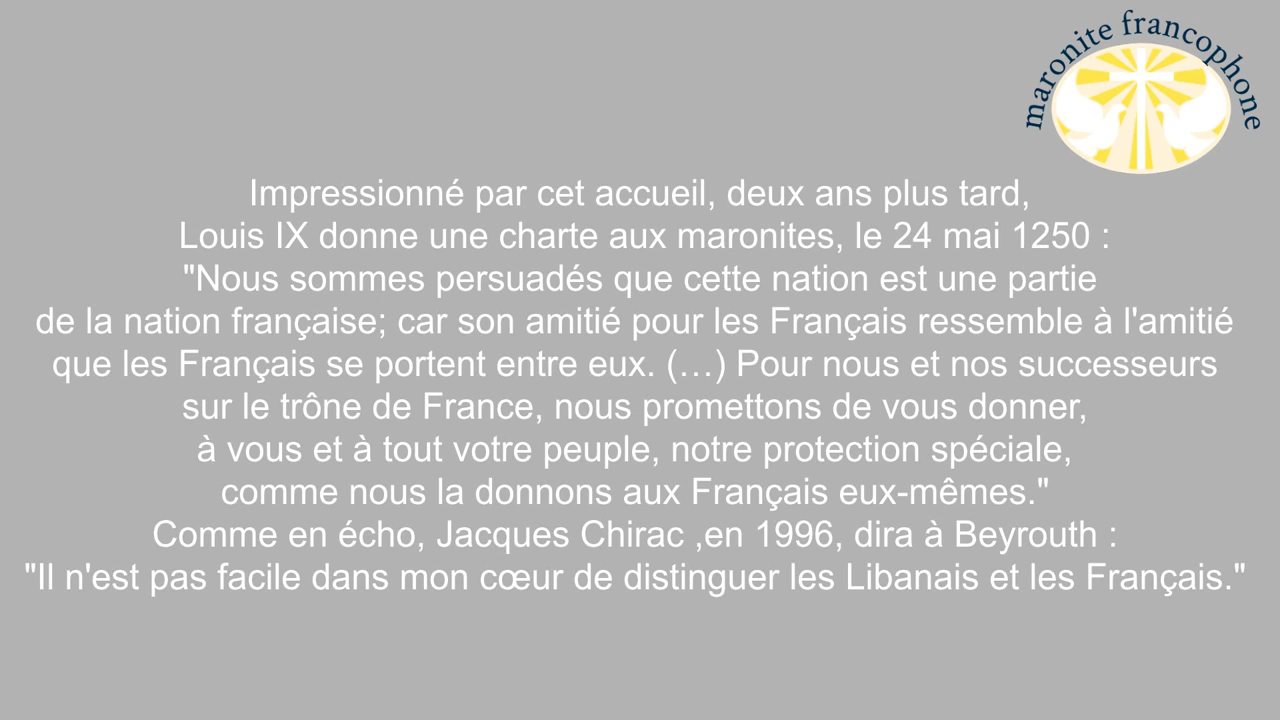 maronite francophone
Impressionné par cet accueil, deux ans plus tard,
Louis IX donne une charte aux maronites, le 24 mai 1250 :
"Nous sommes persuadés que cette nation est une partie
de la nation française; car son amitié pour les Français ressemble à l'amitié
que les Français se portent entre eux. (…) Pour nous et nos successeurs
sur le trône de France, nous promettons de vous donner,
à vous et à tout votre peuple, notre protection spéciale,
comme nous la donnons aux Français eux-mêmes."
Comme en écho, Jacques Chirac ,en 1996, dira à Beyrouth :
"Il n'est pas facile dans mon cœur de distinguer les Libanais et les Français."